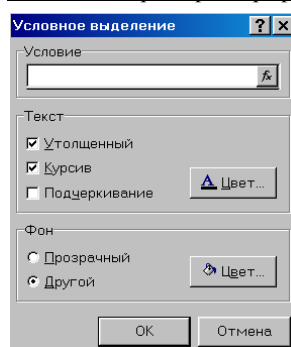 Условное выделение
Условие
Текст
Утолщенный
Курсив
Подчеркивание
Цвет...
Фон
Прозрачный
Другой
Цвет...
OK
Отмена